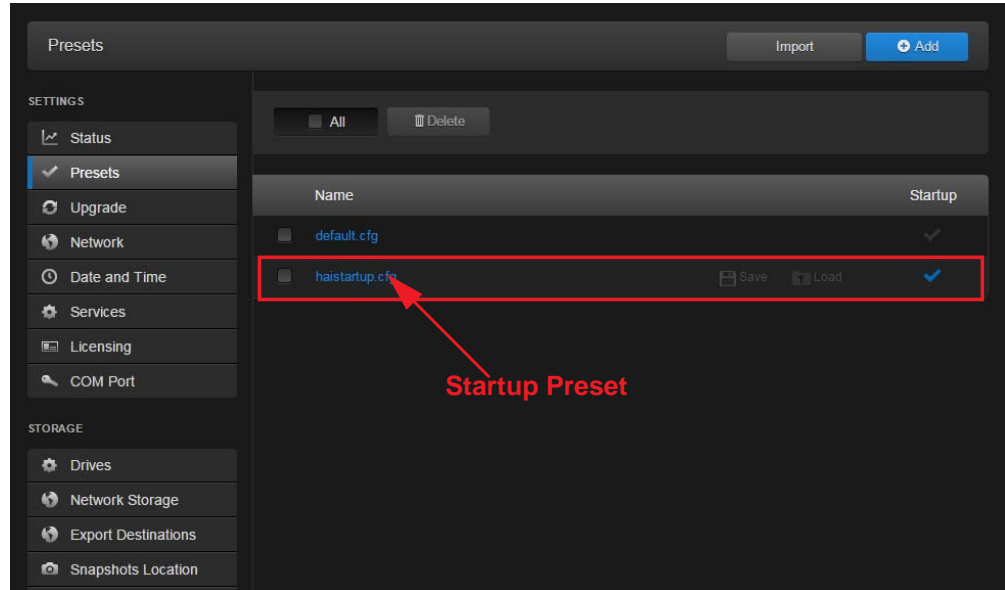 Presets
Import
Add
SETTINGS
Status
Presets
Upgrade
Network
Date and Time
Services
Licensing
COM Port
STORAGE
Drives
Network Storage
Export Destinations
Snapshots Location
All
Delete
Name Startup
default.cfg
haistartup.cfg Save Load
Startup Preset